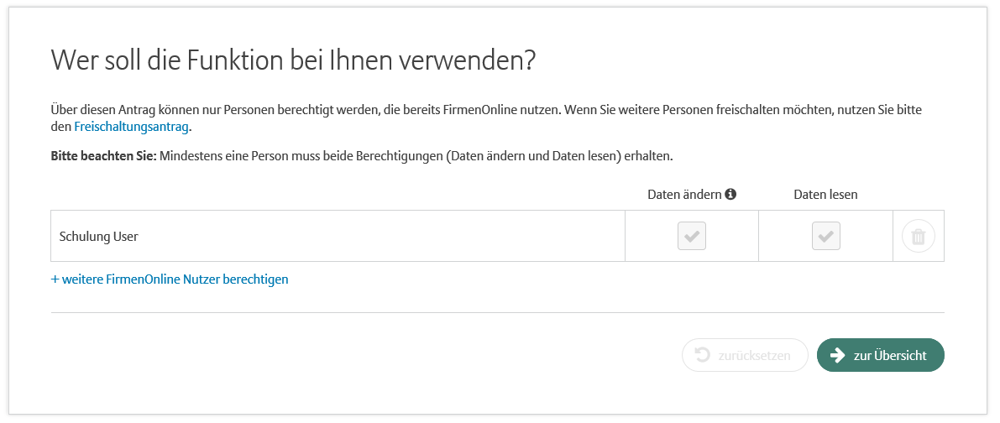 Wer soll die Funktion bei Ihnen verwenden?
Über diesen Antrag können nur Personen berechtigt werden, die bereits FirmenOnline nutzen. Wenn Sie weitere Personen freischalten möchten, nutzen Sie bitte
den Freischaltungsantrag.
Bitte beachten Sie: Mindestens eine Person muss beide Berechtigungen (Daten ändern und Daten lesen) erhalten.
Daten ändern Daten lesen
Schulung User
+ weitere FirmenOnline Nutzer berechtigen
zurücksetzen zur Übersicht